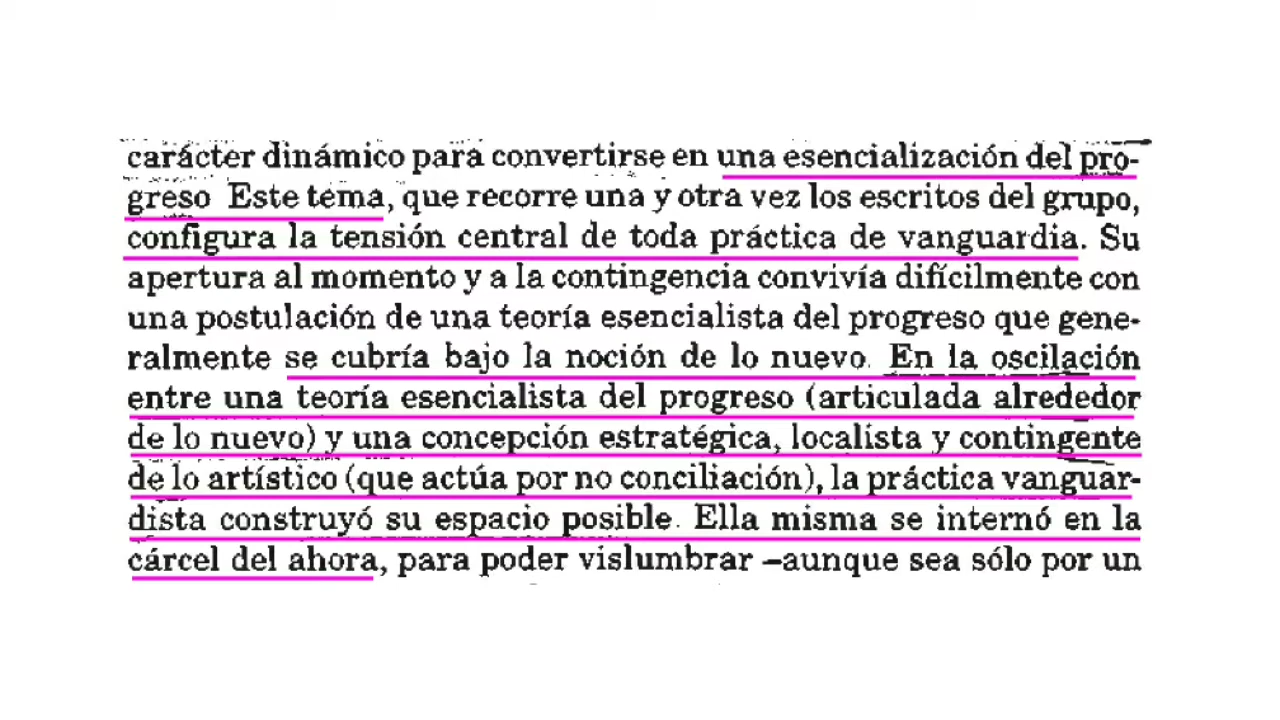 carácter dinámico para convertirse en una esencialización del pro-
greso Este tema, que recorre una y otra vez los escritos del grupo,
configura la tensión central de toda práctica de vanguardia. Su
apertura al momento y a la contingencia convivía difícilmente con
una postulación de una teoría esencialista del progreso que gene-
ralmente se cubría bajo la noción de lo nuevo. En la oscilación
entre una teoría esencialista del progreso (articulada alrededor
de lo nuevo) y una concepción estratégica, localista y contingente
de lo artístico (que actúa por no conciliación), la práctica vanguar-
dista construyó su espacio posible. Ella misma se internó en la
cárcel del ahora, para poder vislumbrar –aunque sea sólo por un